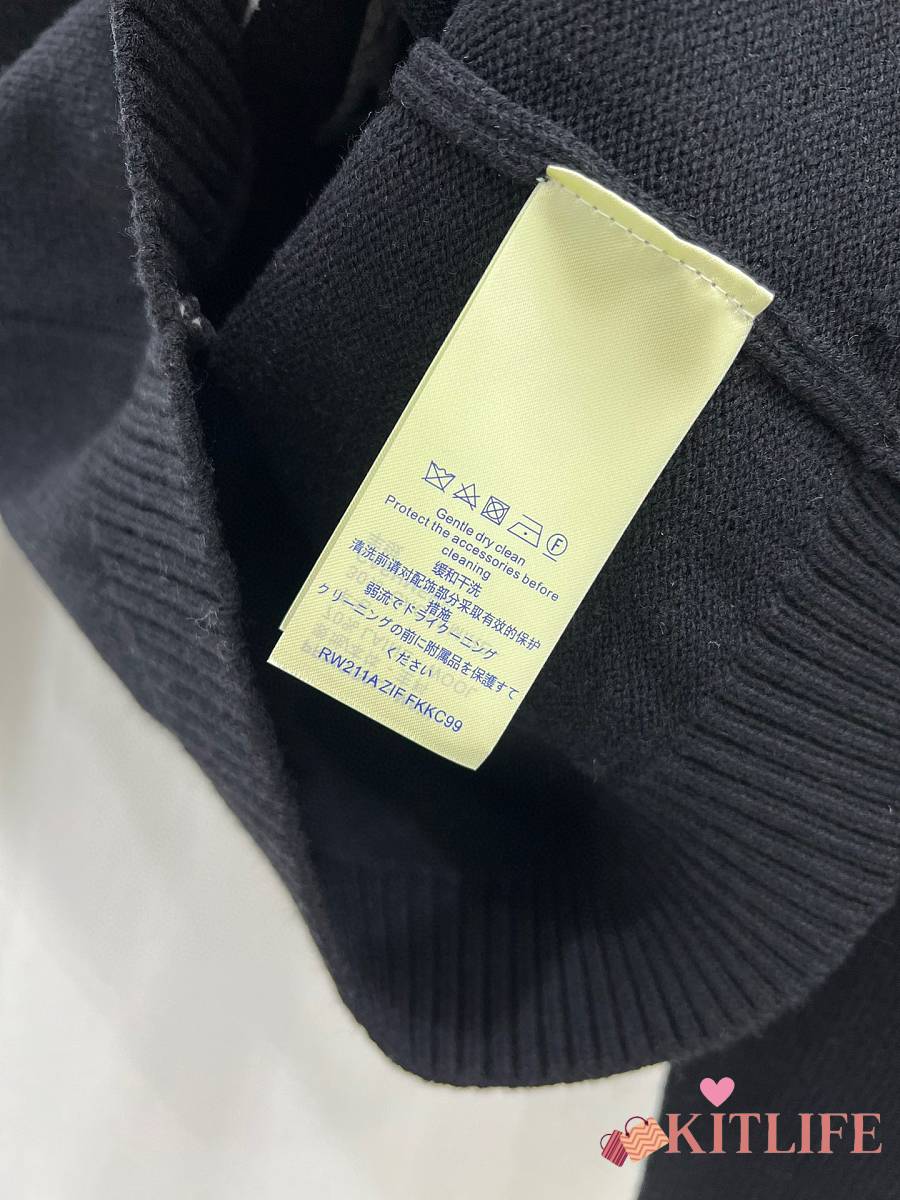 F
Gentle dry clean
Protect the accessories before
cleaning
缓和干洗
清洗前请对配饰部分采取有效的保护
措施
弱流でドライクーニング
クリーニングの前に附属品を保護すて
ください
RW211A ZIF FKKC99
KITLIFE